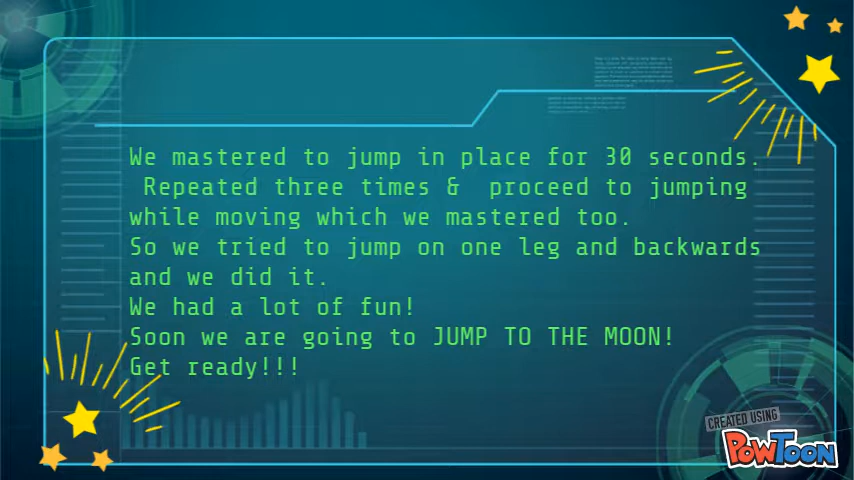 We mastered to jump in place for 30 seconds.
Repeated three times & proceed to jumping
while moving which we mastered too.
So we tried to jump on one leg and backwards
and we did it.
We had a lot of fun!
Soon we are going to JUMP TO THE MOON!
Get ready!!!
CREATED USING
POWTOON